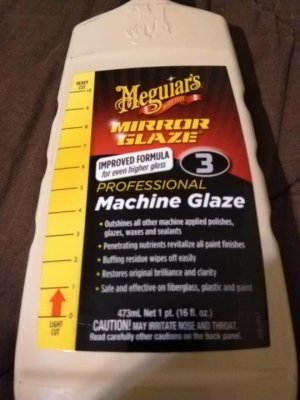 Meguiar's
MIRROR
GLAZE
IMPROVED FORMULA
for even higher gloss
3
PROFESSIONAL
Machine Glaze
• Outshines all other machine applied polishes,
glazes, waxes and sealants
• Penetrating nutrients revitalize all paint finishes
• Buffing residue wipes off easily
• Restores original brilliance and clarity
• Safe and effective on fiberglass, plastic and paint
473mL Net 1 pt. (16 fl. oz.)
CAUTION! MAY IRRITATE NOSE AND THROAT.
Read carefully other cautions on the back panel.
HEAVY
CUT
10
9
8
7
6
5
4
3
2
1
0
LIGHT
CUT